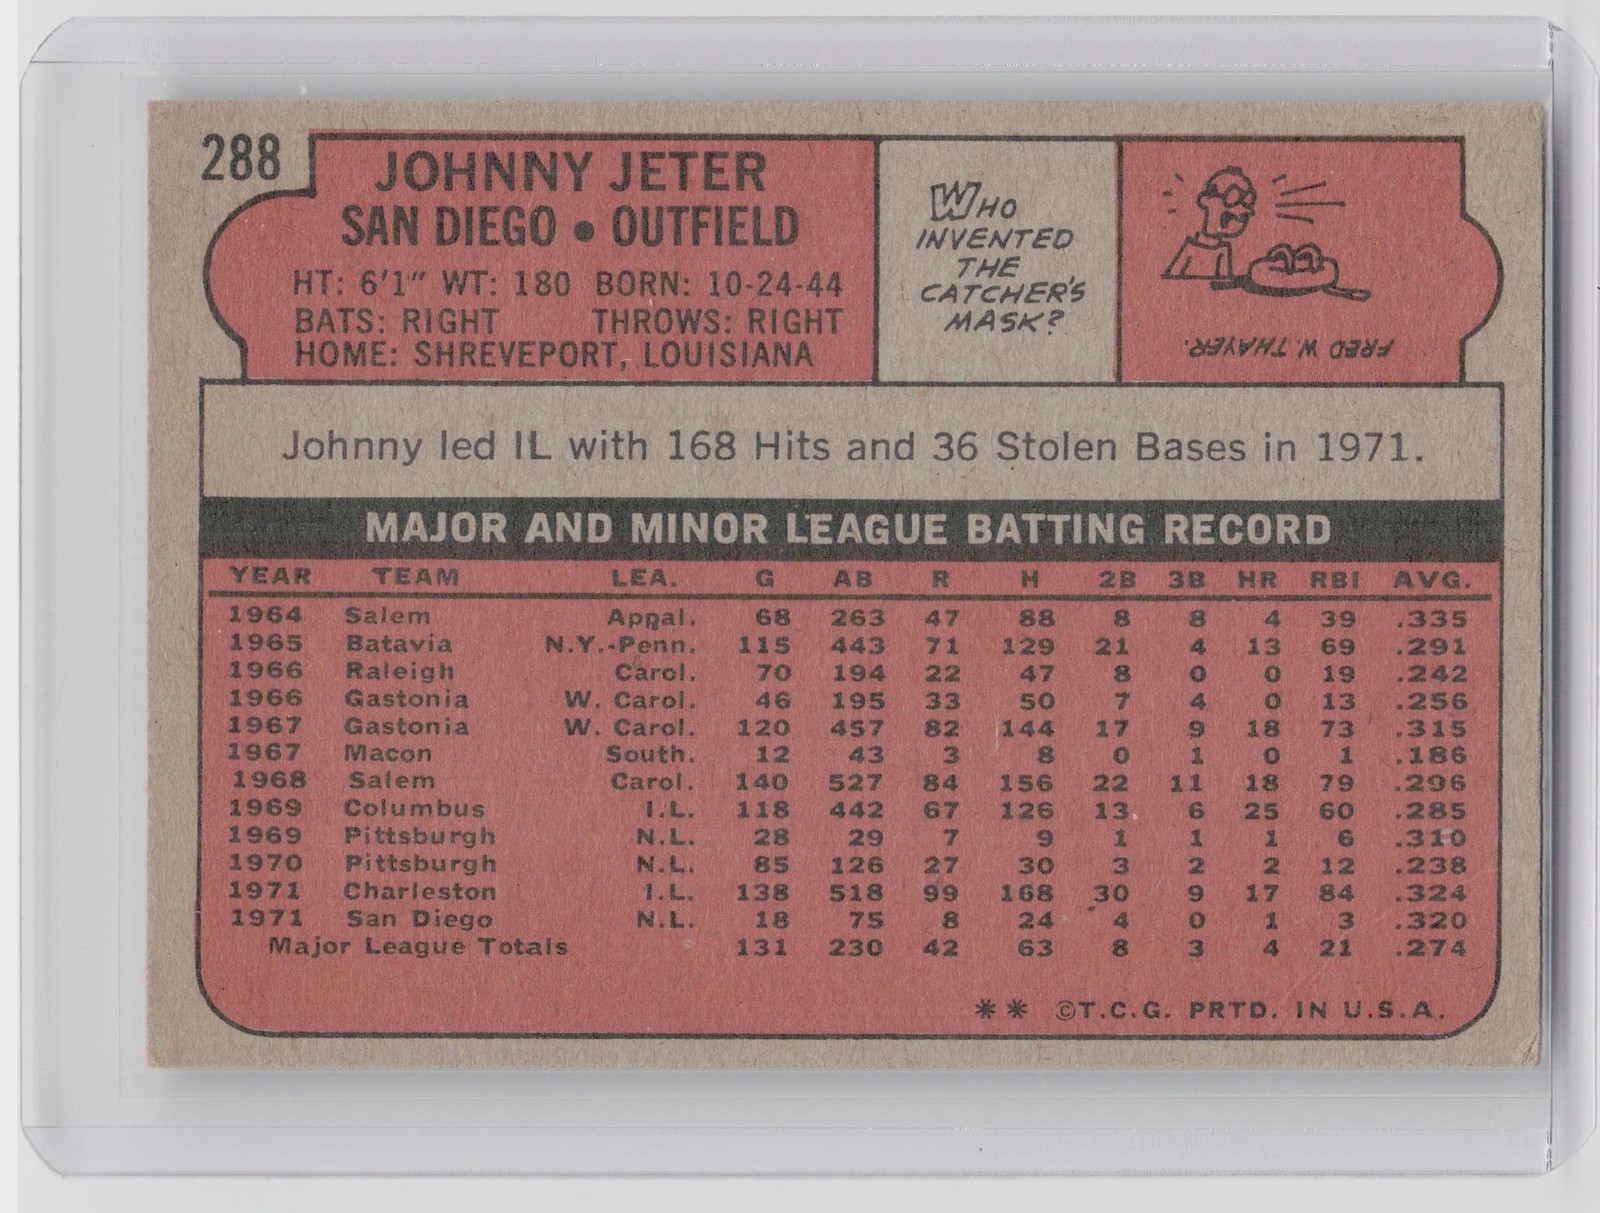 288
JOHNNY JETER
SAN DIEGO • OUTFIELD
HT: 6'1" WT: 180 BORN: 10-24-44
BATS: RIGHT THROWS: RIGHT
HOME: SHREVEPORT, LOUISIANA
WHO
INVENTED
THE
CATCHER'S
MASK?
FRED W. THAYER.
Johnny led IL with 168 Hits and 36 Stolen Bases in 1971.
MAJOR AND MINOR LEAGUE BATTING RECORD
YEAR TEAM LEA. G AB R H 2B 3B HR RBI AVG.
1964 Salem Appal. 68 263 47 88 8 8 4 39 .335
1965 Batavia N.Y.-Penn. 115 443 71 129 21 4 13 69 .291
1966 Raleigh Carol. 70 194 22 47 8 0 0 19 .242
1966 Gastonia W. Carol. 46 195 33 50 7 4 0 13 .256
1967 Gastonia W. Carol. 120 457 82 144 17 9 18 73 .315
1967 Macon South. 12 43 3 8 0 1 0 1 .186
1968 Salem Carol. 140 527 84 156 22 11 18 79 .296
1969 Columbus I.L. 118 442 67 126 13 6 25 60 .285
1969 Pittsburgh N.L. 28 29 7 9 1 1 1 6 .310
1970 Pittsburgh N.L. 85 126 27 30 3 2 2 12 .238
1971 Charleston I.L. 138 518 99 168 30 9 17 84 .324
1971 San Diego N.L. 18 75 8 24 4 0 1 3 .320
Major League Totals 131 230 42 63 8 3 4 21 .274
** ©T.C.G. PRTD. IN U.S.A.